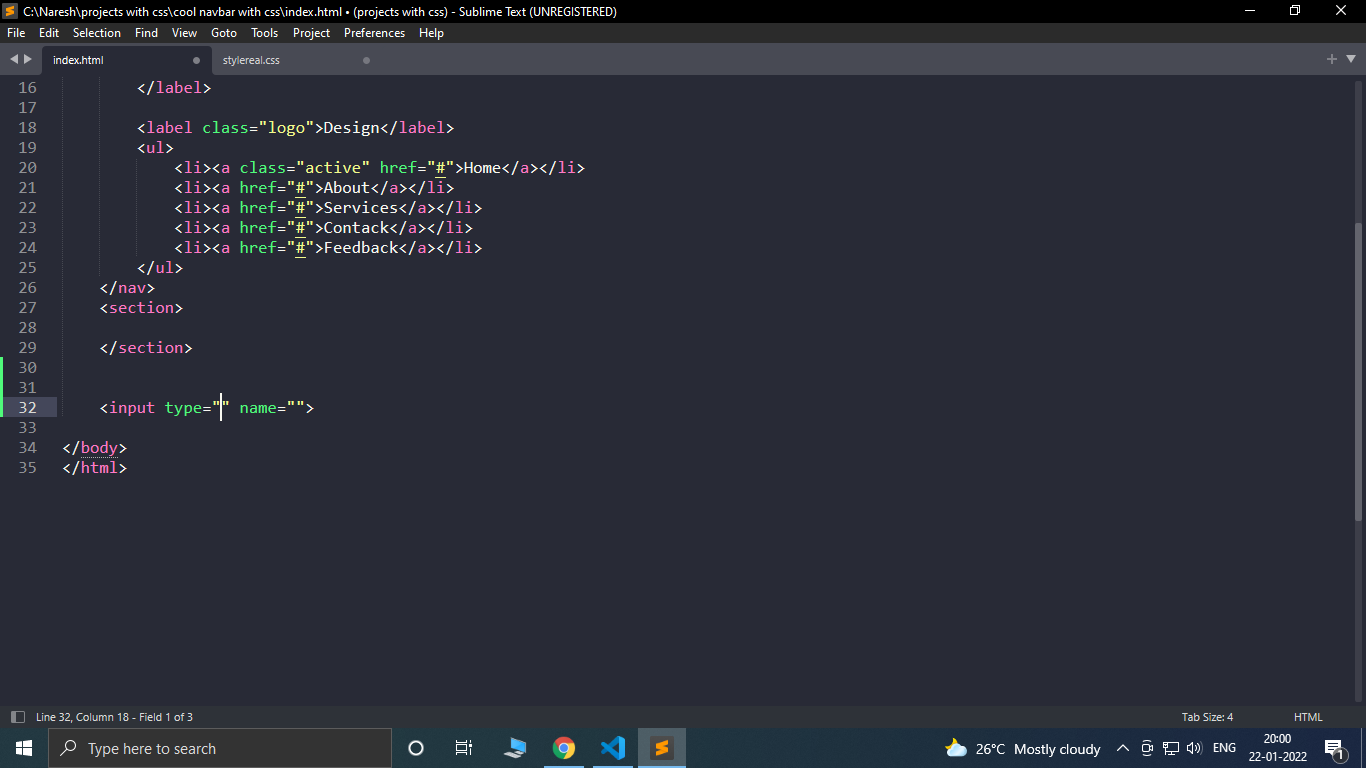 C:\Naresh\projects with css\cool navbar with css\index.html • (projects with css) - Sublime Text (UNREGISTERED)
File Edit Selection Find View Goto Tools Project Preferences Help
index.html stylereal.css
16 </label>
17
18 <label class="logo">Design</label>
19 <ul>
20 <li><a class="active" href="#">Home</a></li>
21 <li><a href="#">About</a></li>
22 <li><a href="#">Services</a></li>
23 <li><a href="#">Contack</a></li>
24 <li><a href="#">Feedback</a></li>
25 </ul>
26 </nav>
27 <section>
28
29 </section>
30
31
32 <input type="" name="">
33
34 </body>
35 </html>
Line 32, Column 18 - Field 1 of 3 Tab Size: 4 HTML
Type here to search 26°C Mostly cloudy ENG 20:00
22-01-2022 1